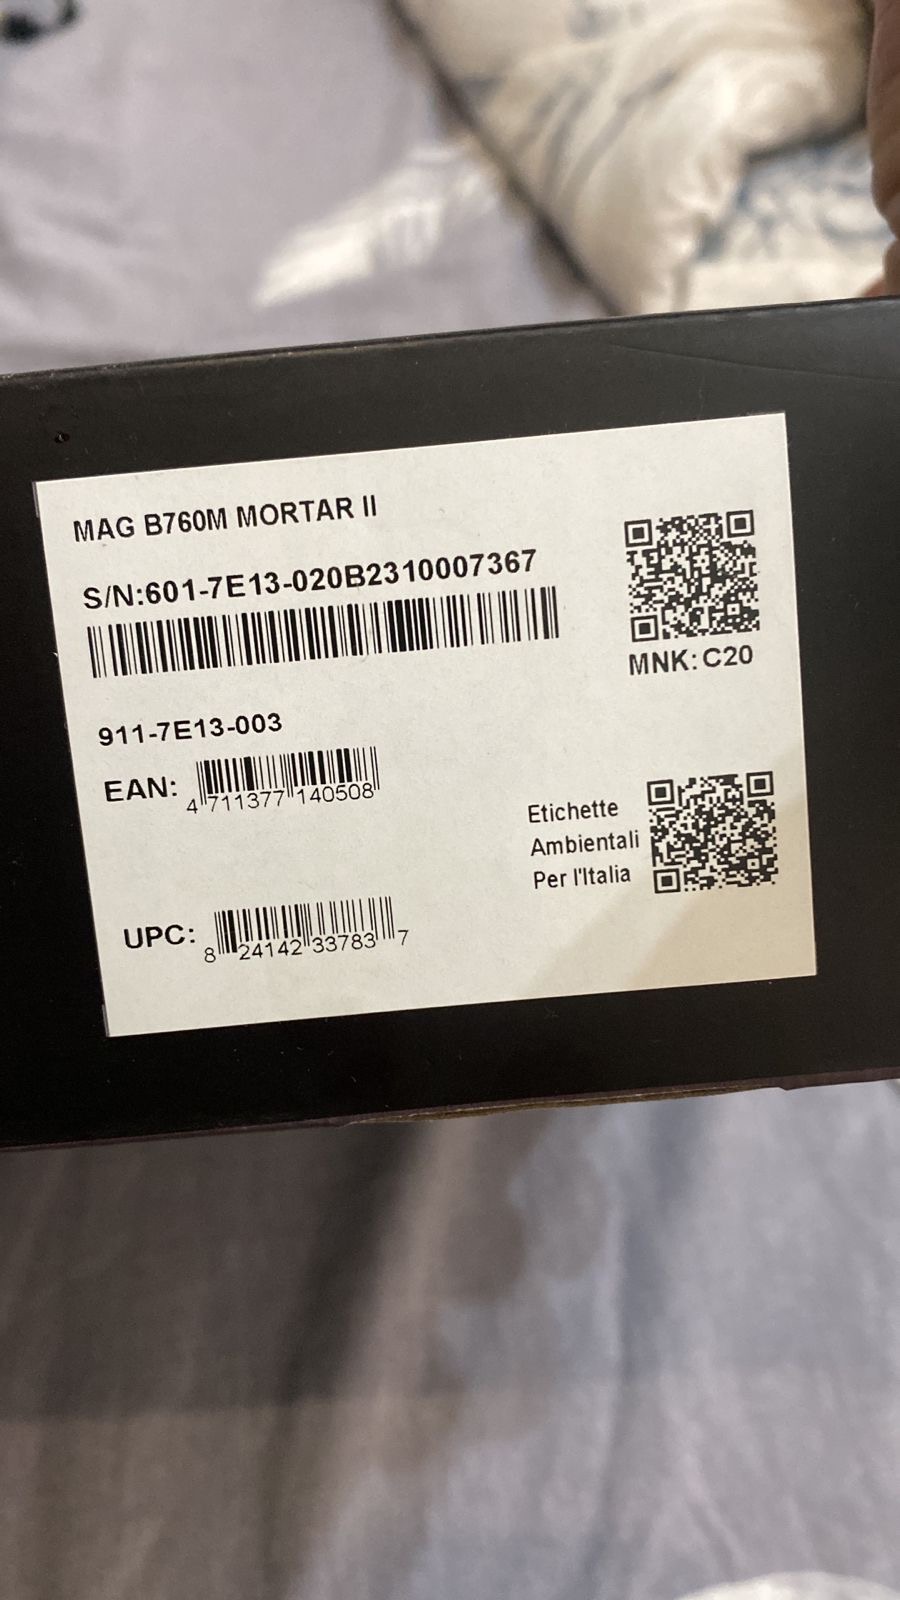 MAG B760M MORTAR II
S/N:601-7E13-020B2310007367
MNK:C20
911-7E13-003
EAN: 4 711377 140508
Etichette
Ambientali
Per l'Italia
UPC: 8 24142 33783 7